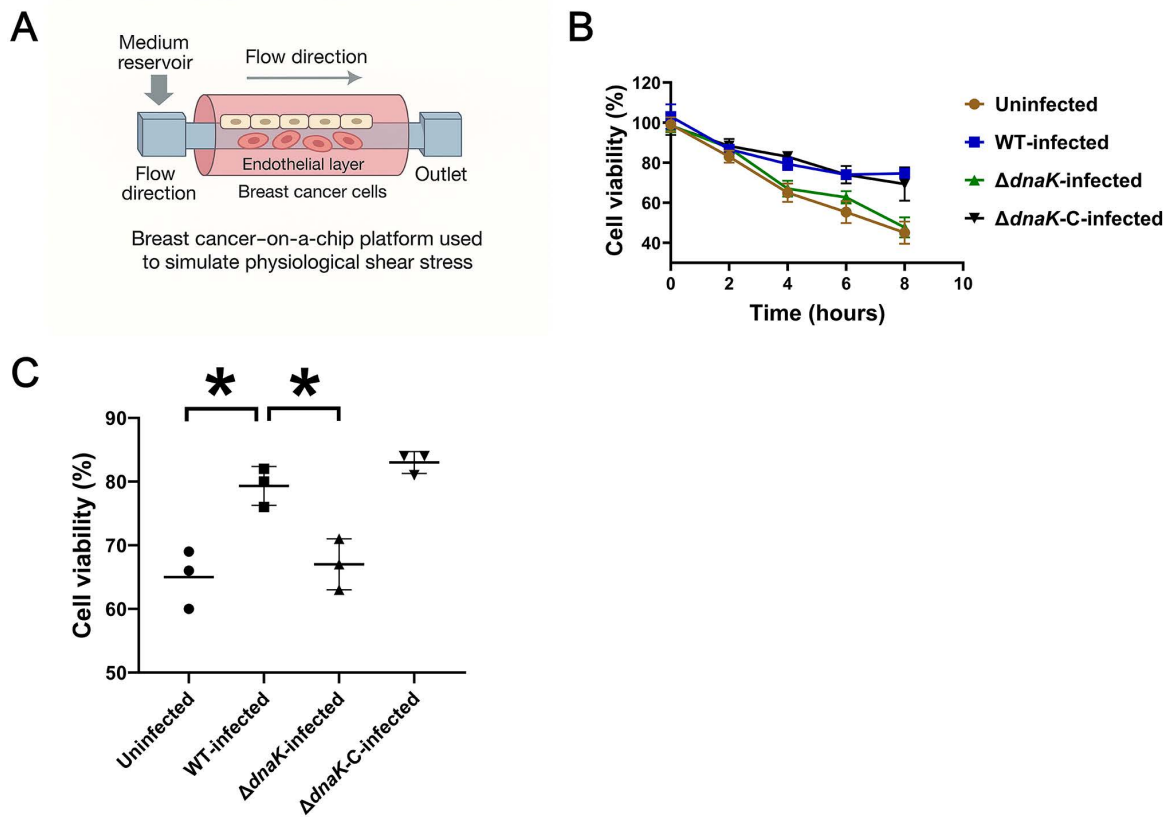 A
Medium
reservoir
Flow direction
Endothelial layer
Flow
direction
Breast cancer cells
Outlet
Breast cancer–on-a-chip platform used
to simulate physiological shear stress
B
Cell viability (%)
120
100
80
60
40
0 2 4 6 8 10
Time (hours)
Uninfected
WT-infected
ΔdnaK-infected
ΔdnaK-C-infected
C
* *
Cell viability (%)
90
80
70
60
50
Uninfected
WT-infected
ΔdnaK-infected
ΔdnaK-C-infected